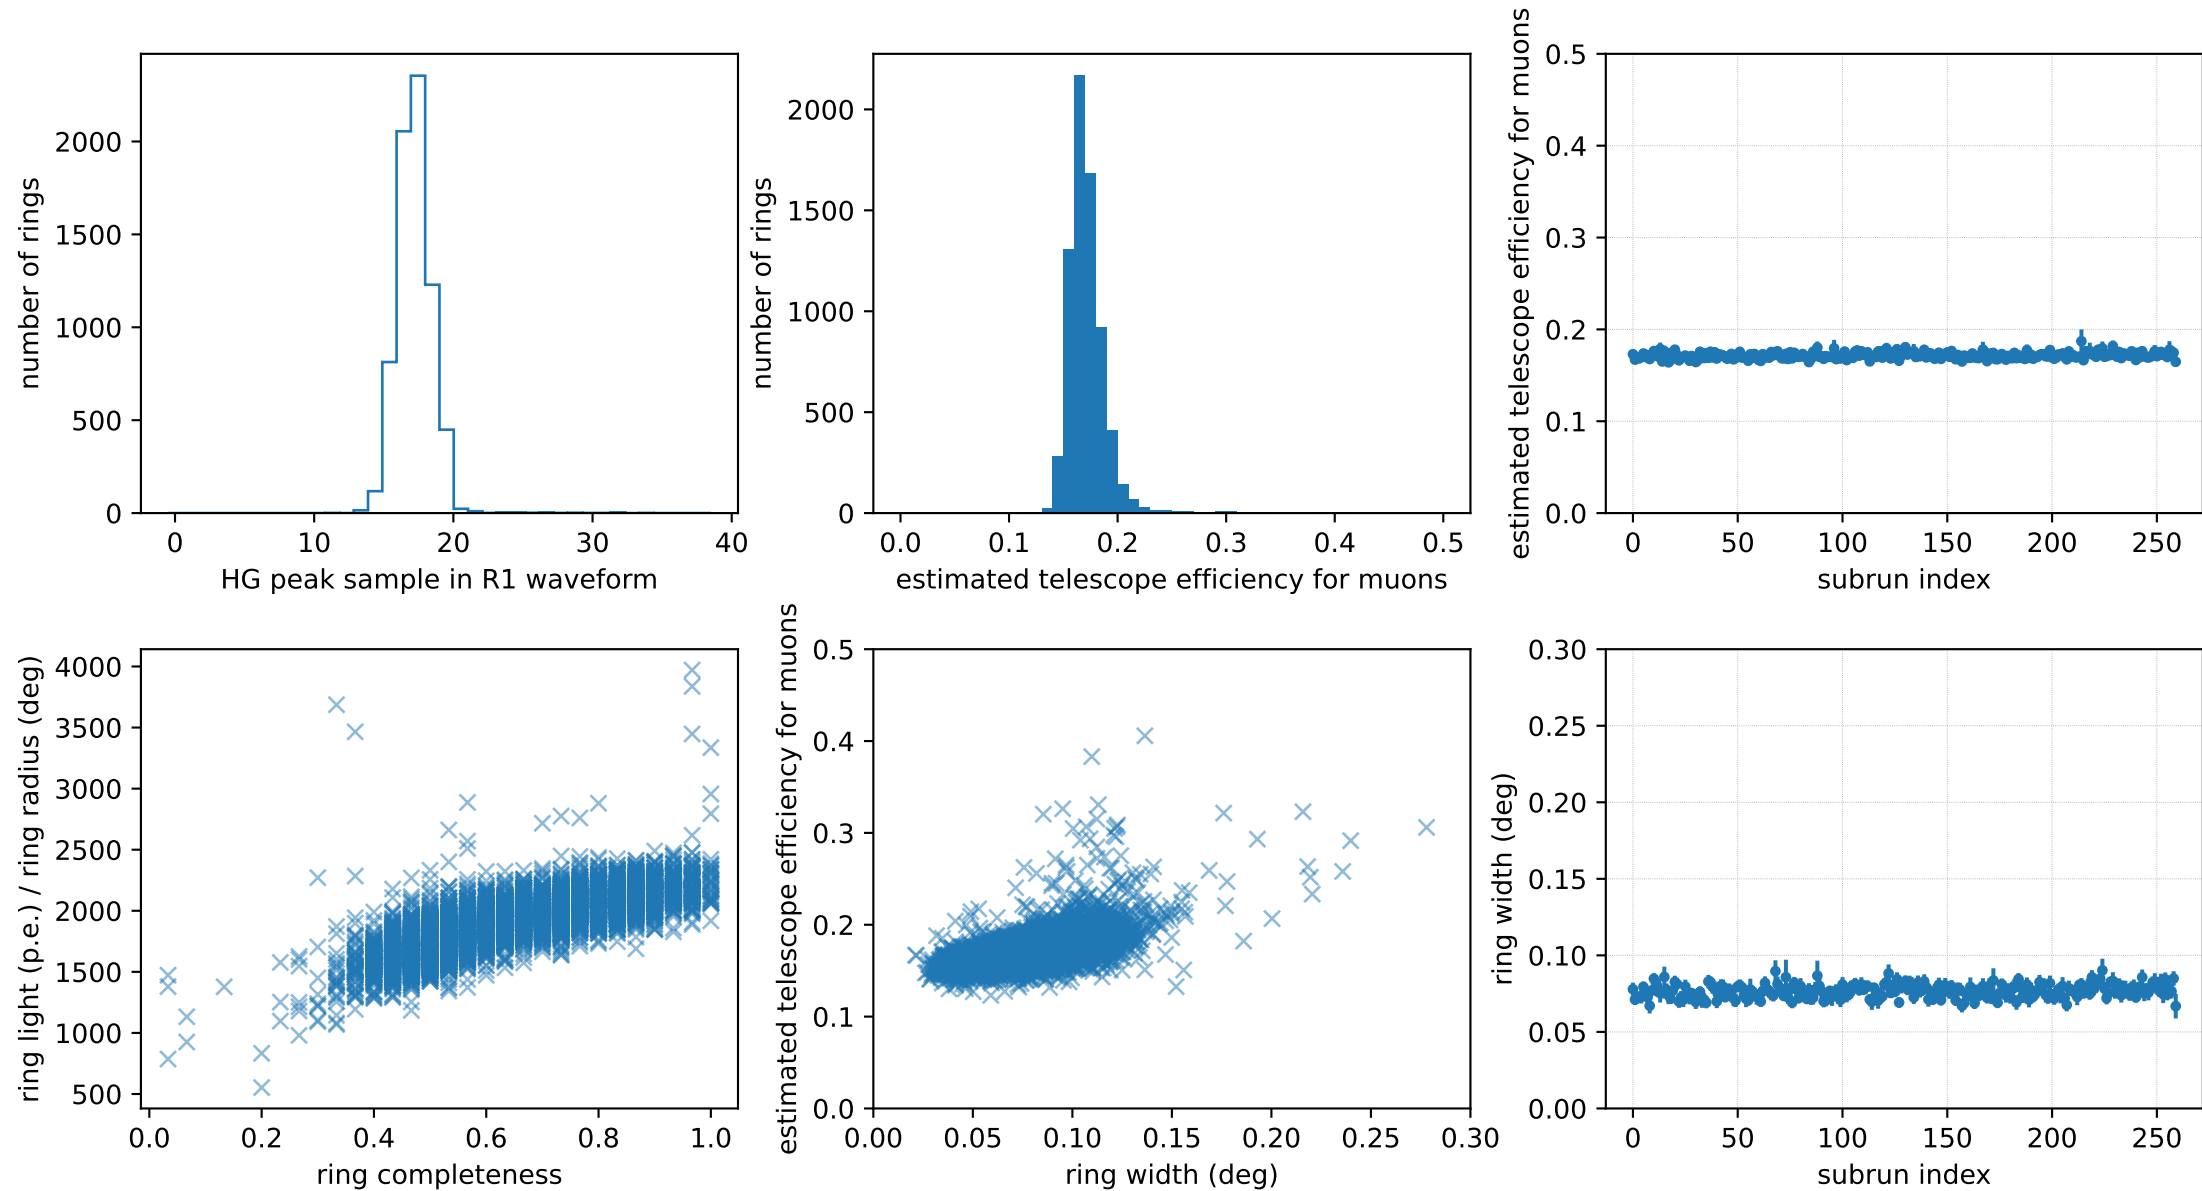 number of rings
2000
1500
1000
500
0
0 10 20 30 40
HG peak sample in R1 waveform
number of rings
2000
1500
1000
500
0
0.0 0.1 0.2 0.3 0.4 0.5
estimated telescope efficiency for muons
estimated telescope efficiency for muons
0.5
0.4
0.3
0.2
0.1
0.0
0 50 100 150 200 250
subrun index
ring light (p.e.) / ring radius (deg)
4000
3500
3000
2500
2000
1500
1000
500
0.0 0.2 0.4 0.6 0.8 1.0
ring completeness
estimated telescope efficiency for muons
0.5
0.4
0.3
0.2
0.1
0.0
0.00 0.05 0.10 0.15 0.20 0.25 0.30
ring width (deg)
ring width (deg)
0.30
0.25
0.20
0.15
0.10
0.05
0.00
0 50 100 150 200 250
subrun index